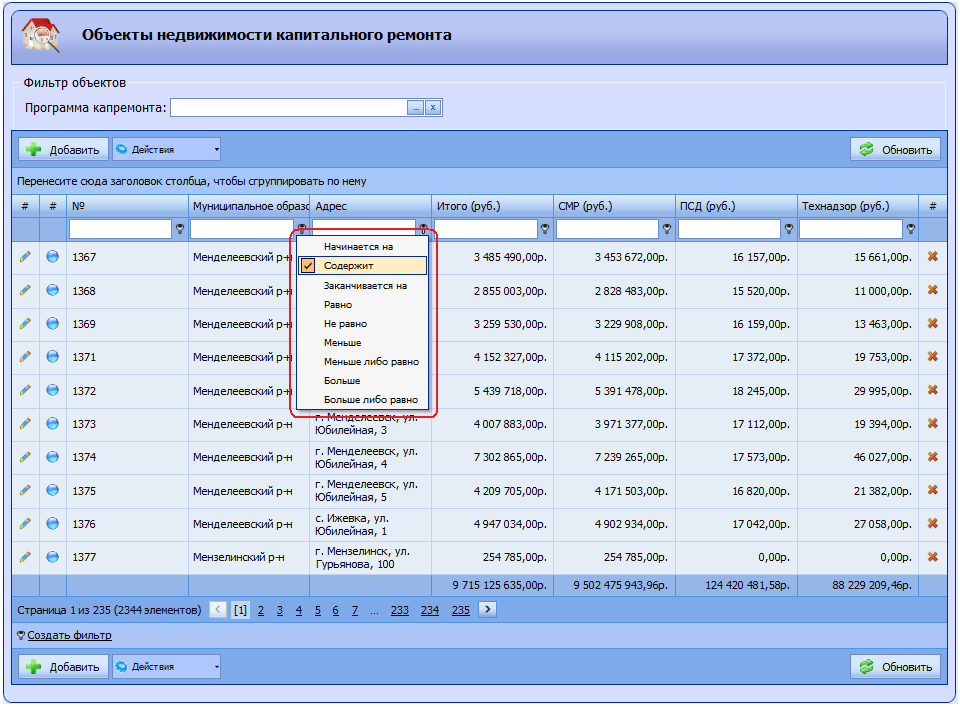 Объекты недвижимости капитального ремонта
Фильтр объектов
Программа капремонта: ... x
Добавить Действия Обновить
Перенесите сюда заголовок столбца, чтобы сгруппировать по нему
# # № Муниципальное образо Адрес Итого (руб.) СМР (руб.) ПСД (руб.) Технадзор (руб.) #
Начинается на
Содержит
Заканчивается на
Равно
Не равно
Меньше
Меньше либо равно
Больше
Больше либо равно
1367 Менделеевский р-н 3 485 490,00р. 3 453 672,00р. 16 157,00р. 15 661,00р.
1368 Менделеевский р-н 2 855 003,00р. 2 828 483,00р. 15 520,00р. 11 000,00р.
1369 Менделеевский р-н 3 259 530,00р. 3 229 908,00р. 16 159,00р. 13 463,00р.
1371 Менделеевский р-н 4 152 327,00р. 4 115 202,00р. 17 372,00р. 19 753,00р.
1372 Менделеевский р-н 5 439 718,00р. 5 391 478,00р. 18 245,00р. 29 995,00р.
1373 Менделеевский р-н г. Менделеевск, ул. Юбилейная, 3 4 007 883,00р. 3 971 377,00р. 17 112,00р. 19 394,00р.
1374 Менделеевский р-н г. Менделеевск, ул. Юбилейная, 4 7 302 865,00р. 7 239 265,00р. 17 573,00р. 46 027,00р.
1375 Менделеевский р-н г. Менделеевск, ул. Юбилейная, 5 4 209 705,00р. 4 171 503,00р. 16 820,00р. 21 382,00р.
1376 Менделеевский р-н с. Ижевка, ул. Юбилейная, 1 4 947 034,00р. 4 902 934,00р. 17 042,00р. 27 058,00р.
1377 Мензелинский р-н г. Мензелинск, ул. Гурьянова, 100 254 785,00р. 254 785,00р. 0,00р. 0,00р.
9 715 125 635,00р. 9 502 475 943,96р. 124 420 481,58р. 88 229 209,46р.
Страница 1 из 235 (2344 элементов) < [1] 2 3 4 5 6 7 ... 233 234 235 >
Создать фильтр
Добавить Действия Обновить